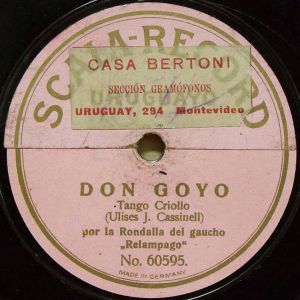 SCALA-RECORD
CASA BERTONI
SECCIÓN GRAMÓFONOS
URUGUAY, 294 Montevideo
DON GOYO
Tango Criollo
(Ulises J. Cassinell)
por la Rondalla del gaucho
„Relampago“
No. 60595.
MADE IN GERMANY